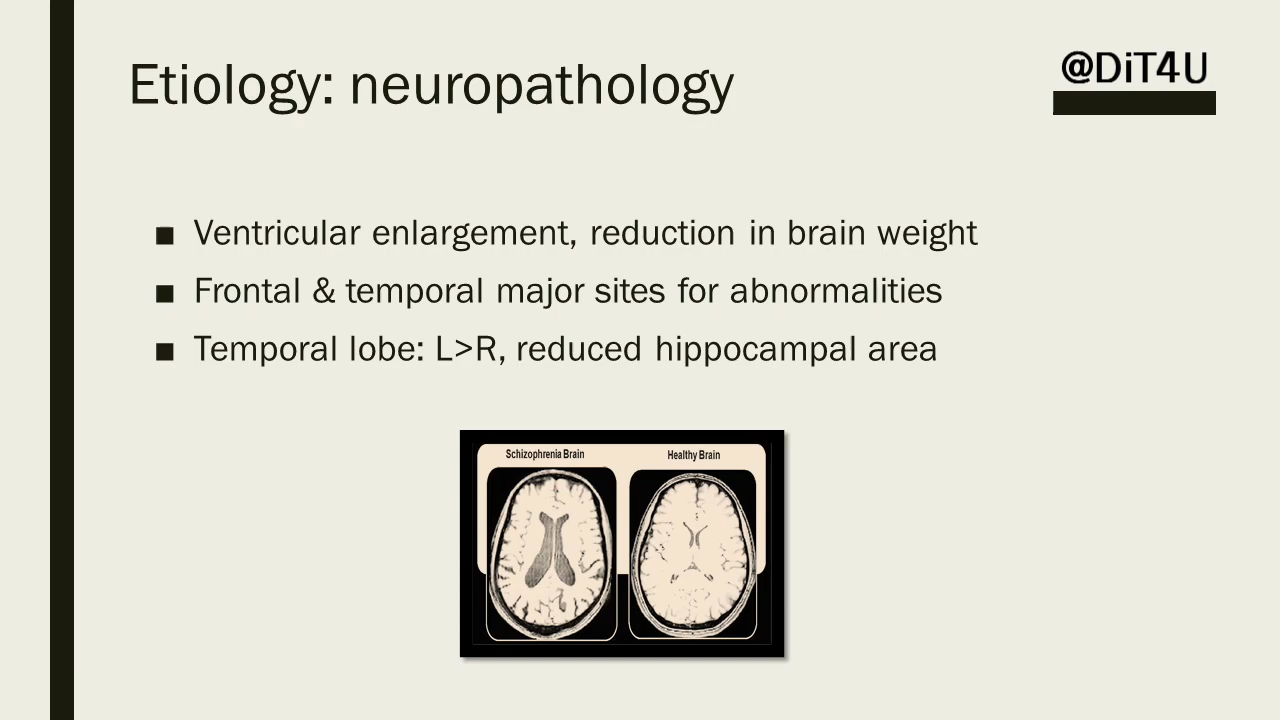 Etiology: neuropathology
@DiT4U
■ Ventricular enlargement, reduction in brain weight
■ Frontal & temporal major sites for abnormalities
■ Temporal lobe: L>R, reduced hippocampal area
Schizophrenia Brain
Healthy Brain